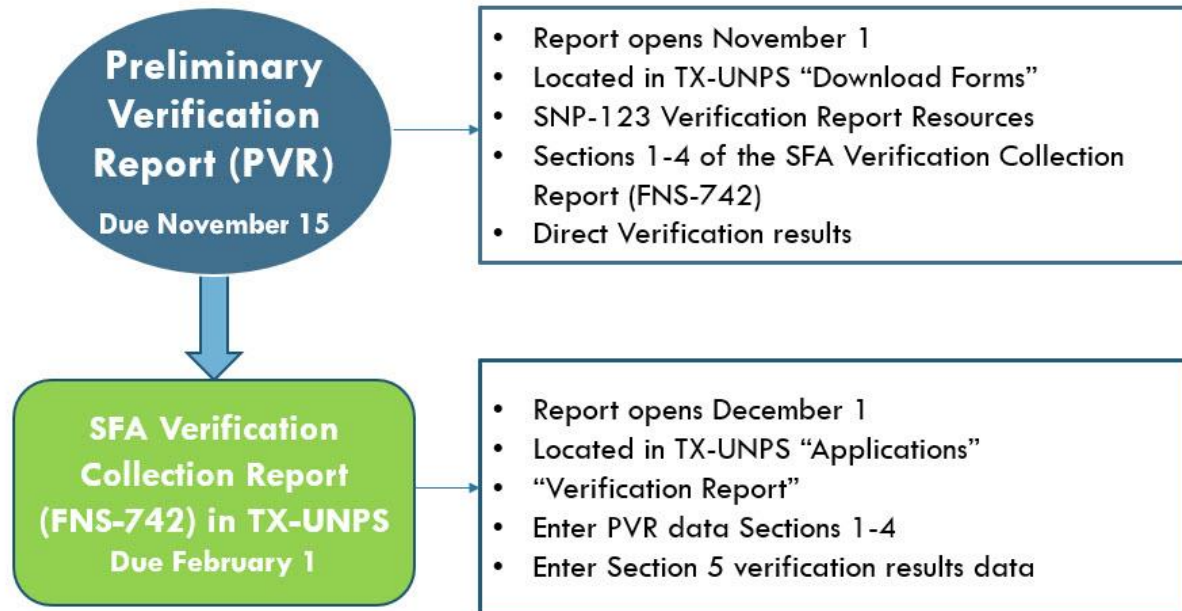 Preliminary
Verification
Report (PVR)
Due November 15
• Report opens November 1
• Located in TX-UNPS “Download Forms”
• SNP-123 Verification Report Resources
• Sections 1-4 of the SFA Verification Collection
Report (FNS-742)
• Direct Verification results
SFA Verification
Collection Report
(FNS-742) in TX-UNPS
Due February 1
• Report opens December 1
• Located in TX-UNPS “Applications”
• “Verification Report”
• Enter PVR data Sections 1-4
• Enter Section 5 verification results data